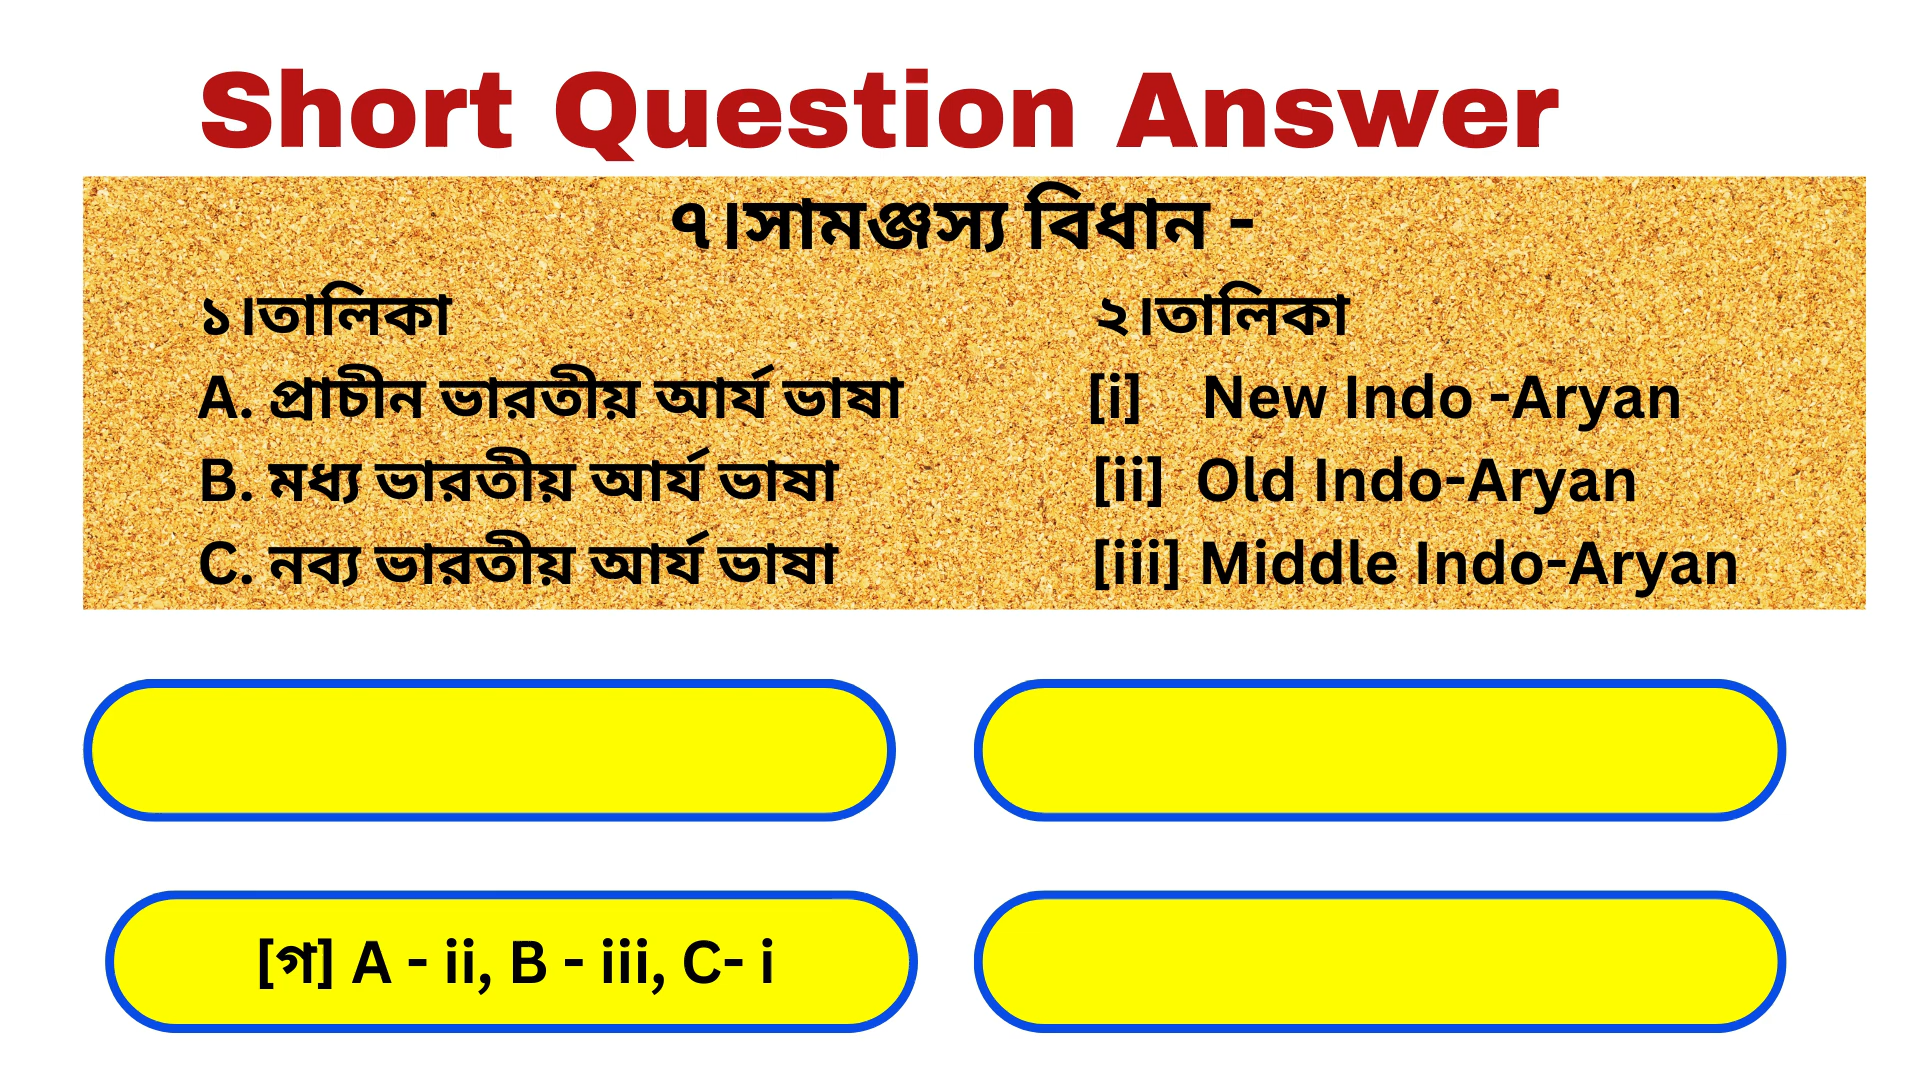 Short Question Answer
৭।সামঞ্জস্য বিধান -
১।তালিকা ২।তালিকা
A. প্রাচীন ভারতীয় আর্য ভাষা [i] New Indo -Aryan
B. মধ্য ভারতীয় আর্য ভাষা [ii] Old Indo-Aryan
C. নব্য ভারতীয় আর্য ভাষা [iii] Middle Indo-Aryan
[গ] A - ii, B - iii, C- i